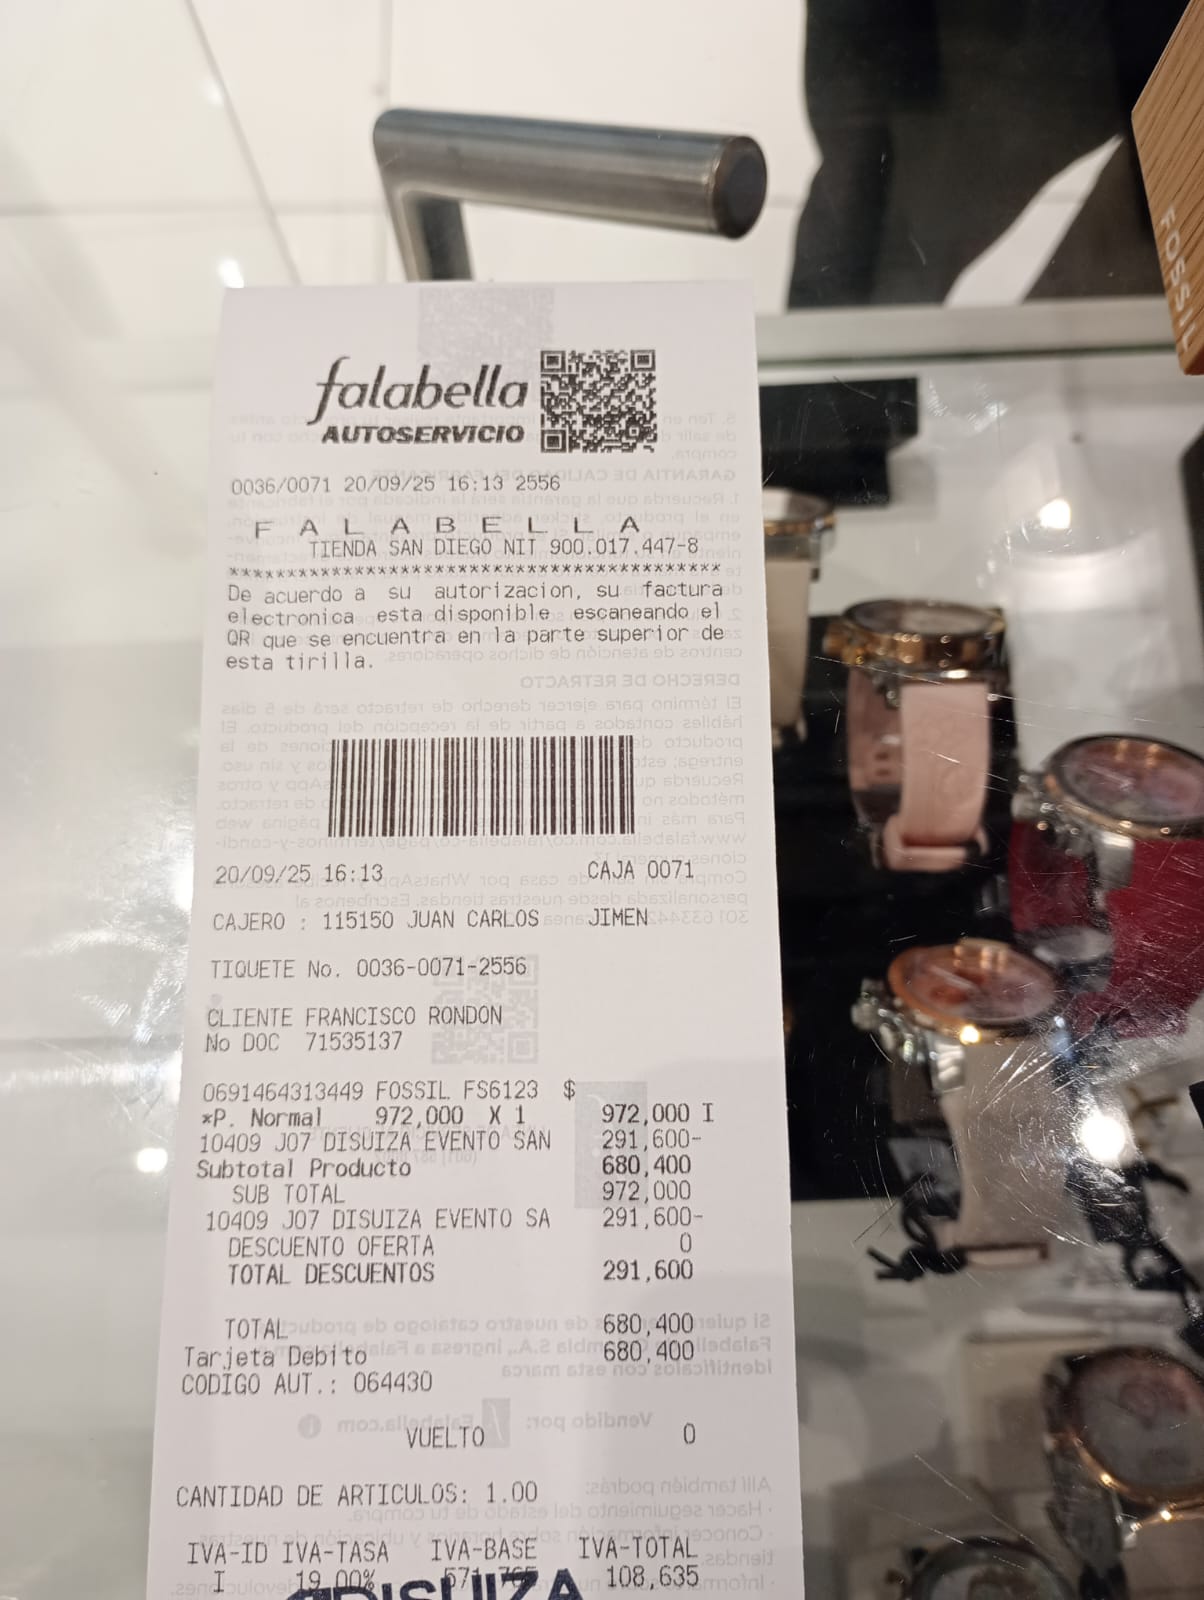 falabella
AUTOSERVICIO
0036/0071 20/09/25 16:13 2556
F A L A B E L L A
TIENDA SAN DIEGO NIT 900.017.447-8
******************************************
De acuerdo a su autorizacion, su factura
electronica esta disponible escaneando el
QR que se encuentra en la parte superior de
esta tirilla.
20/09/25 16:13 CAJA 0071
CAJERO : 115150 JUAN CARLOS JIMEN
TIQUETE No. 0036-0071-2556
CLIENTE FRANCISCO RONDON
No DOC 71535137
0691464313449 FOSSIL FS6123 $
*P. Normal 972,000 X 1 972,000 I
10409 J07 DISUIZA EVENTO SAN 291,600-
Subtotal Producto 680,400
SUB TOTAL 972,000
10409 J07 DISUIZA EVENTO SA 291,600-
DESCUENTO OFERTA 0
TOTAL DESCUENTOS 291,600
TOTAL 680,400
Tarjeta Debito 680,400
CODIGO AUT.: 064430
VUELTO 0
CANTIDAD DE ARTICULOS: 1.00
IVA-ID IVA-TASA IVA-BASE IVA-TOTAL
I 19.00% 571,765 108,635
DISUIZA
FOSSIL